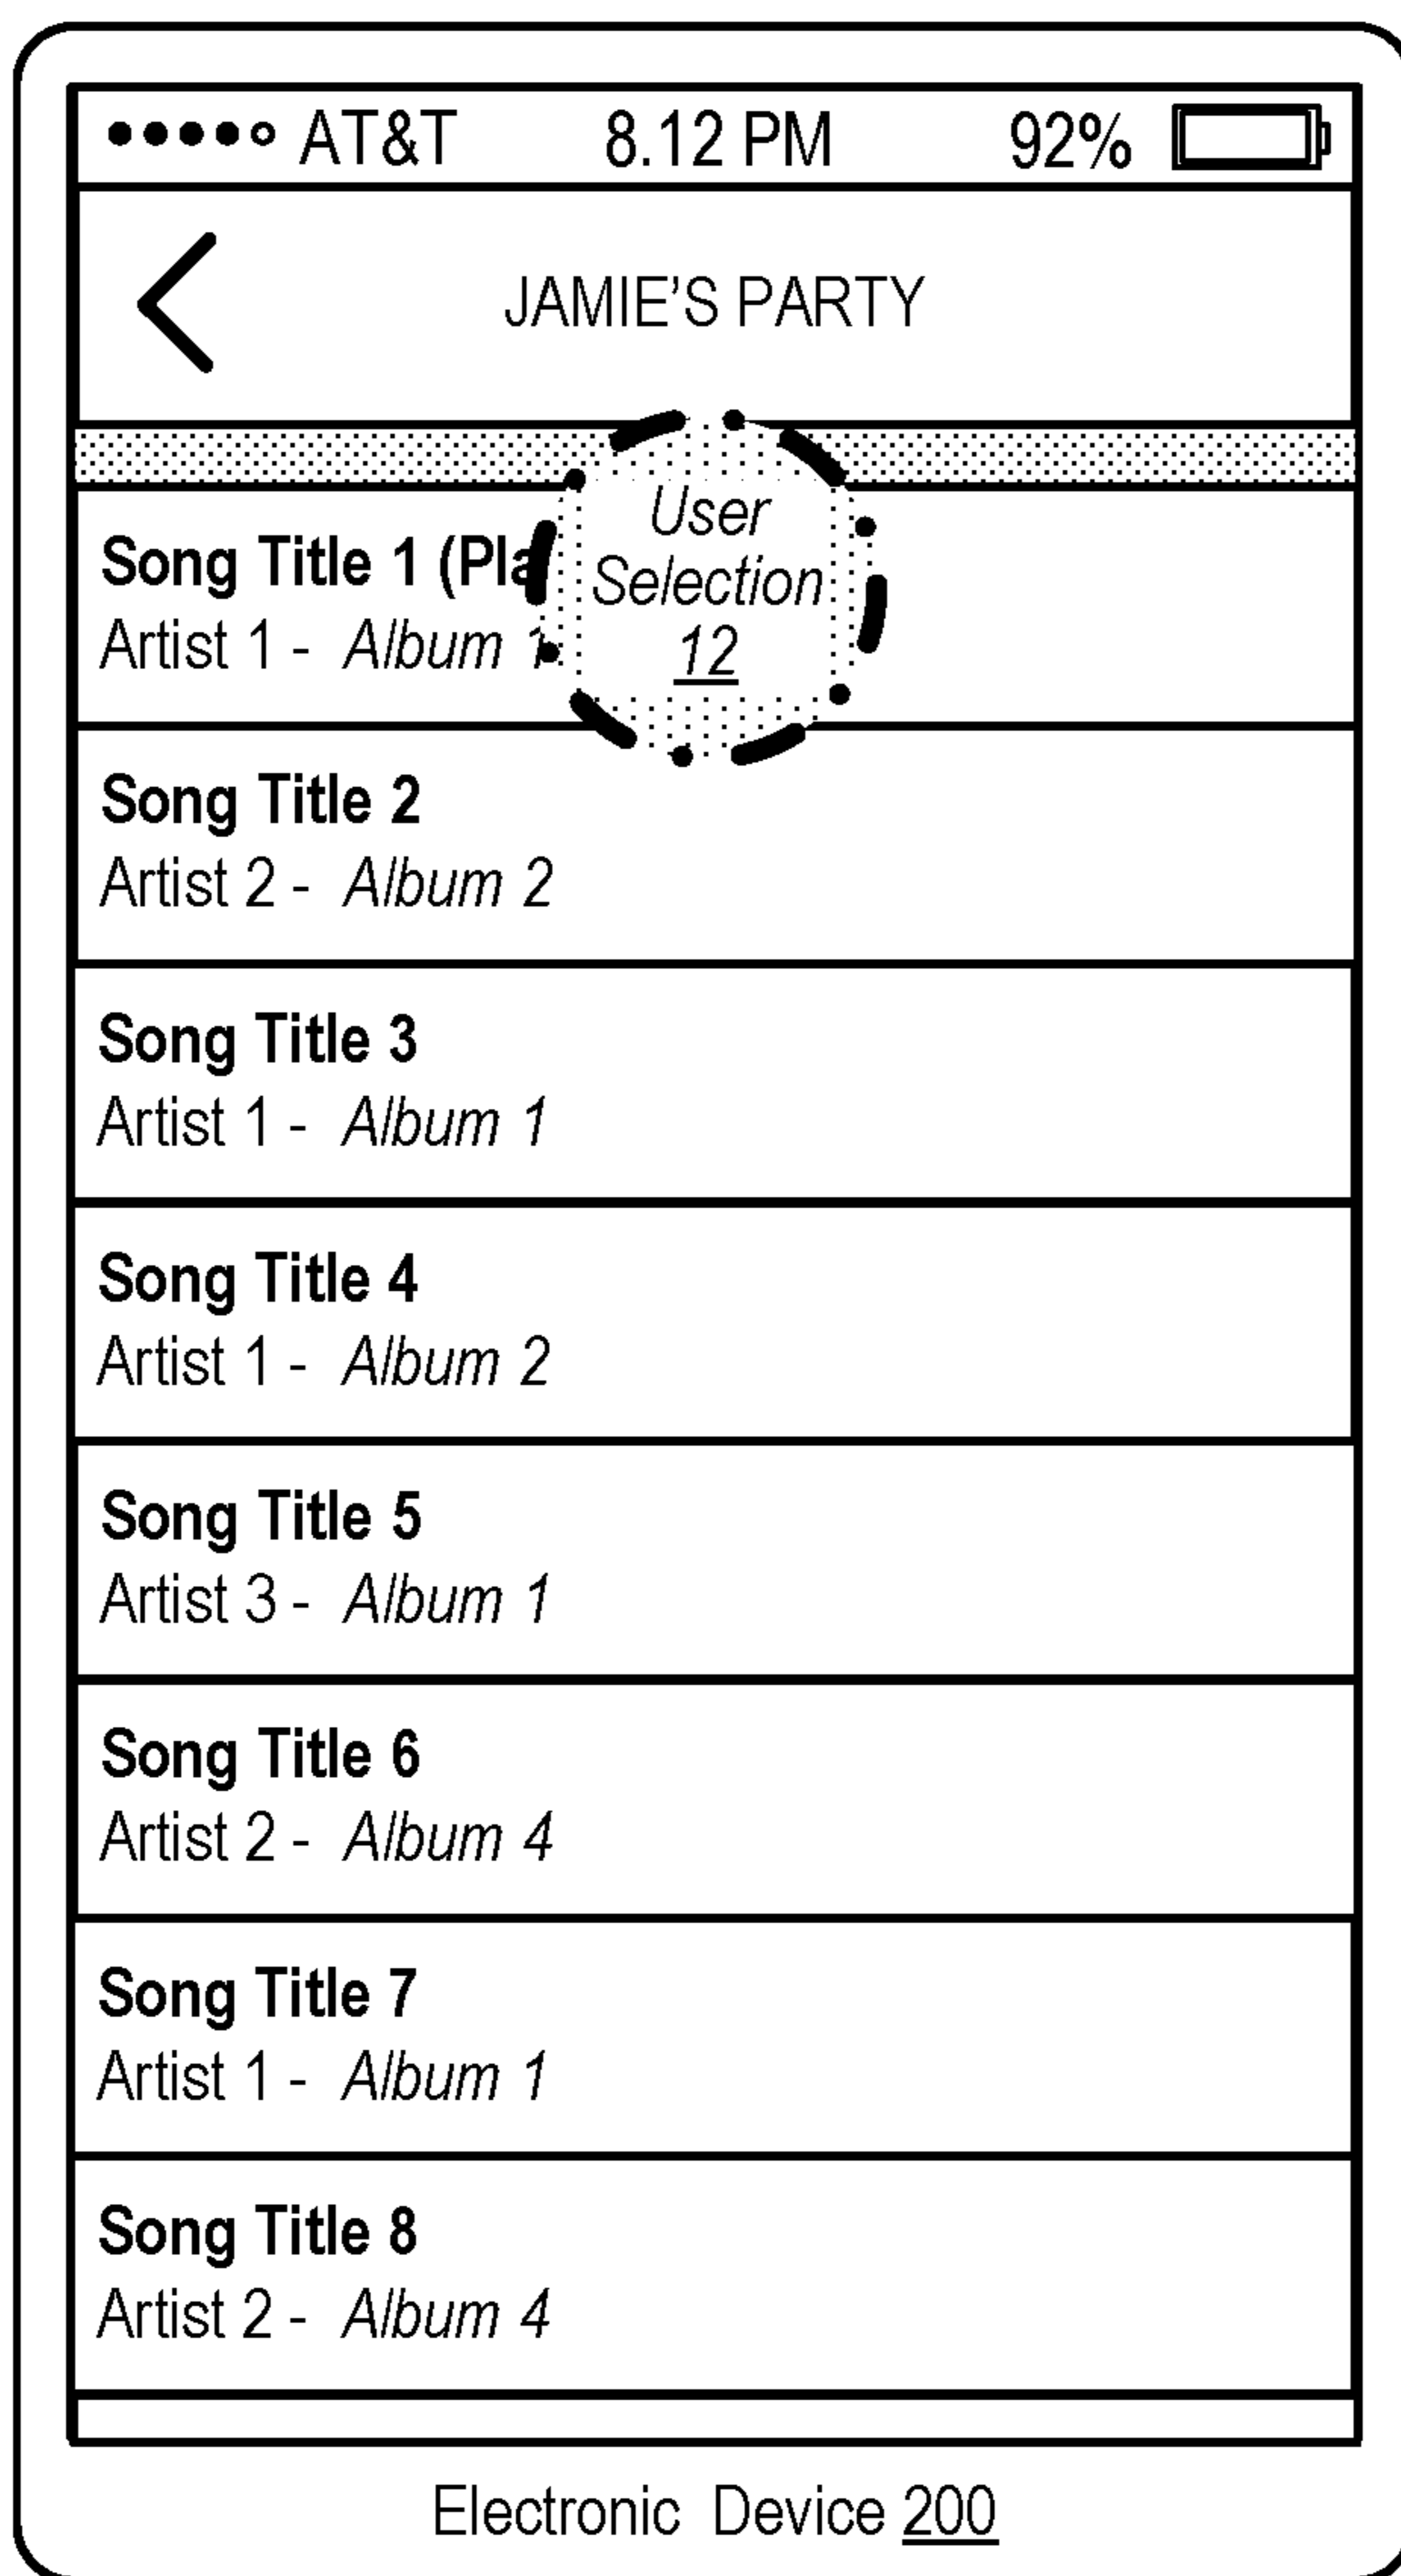 AT&T 8.12 PM 92%
JAMIE'S PARTY
User
Selection
12
Song Title 1 (Pla
Artist 1 - Album 1
Song Title 2
Artist 2 - Album 2
Song Title 3
Artist 1 - Album 1
Song Title 4
Artist 1 - Album 2
Song Title 5
Artist 3 - Album 1
Song Title 6
Artist 2 - Album 4
Song Title 7
Artist 1 - Album 1
Song Title 8
Artist 2 - Album 4
Electronic Device 200